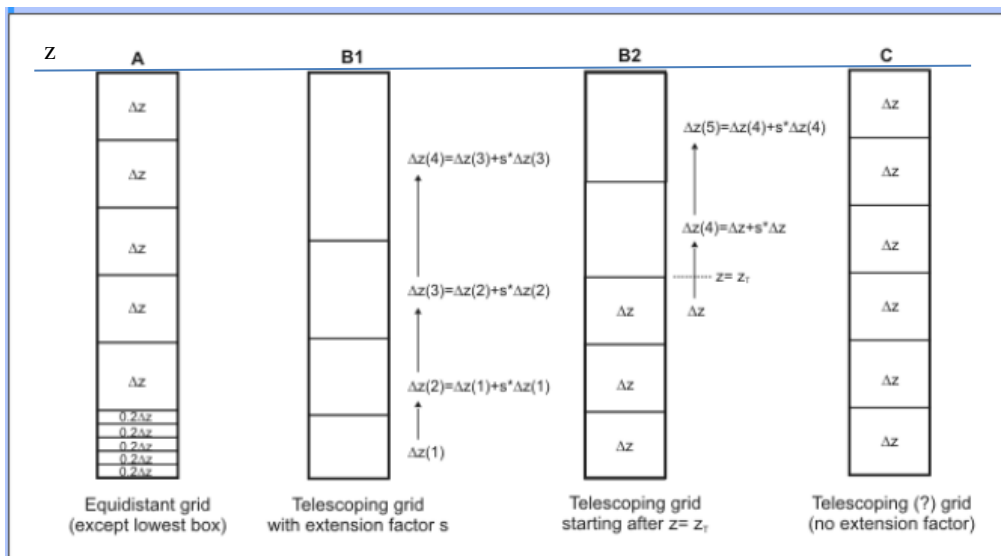 z
A
B1
B2
C
Δz
Δz
Δz
Δz
Δz
0.2Δz
0.2Δz
0.2Δz
0.2Δz
0.2Δz
Equidistant grid
(except lowest box)
Δz(4)=Δz(3)+s*Δz(3)
Δz(3)=Δz(2)+s*Δz(2)
Δz(2)=Δz(1)+s*Δz(1)
Δz(1)
Telescoping grid
with extension factor s
Δz
Δz
Δz
Δz(5)=Δz(4)+s*Δz(4)
Δz(4)=Δz+s*Δz
z= zT
Δz
Telescoping grid
starting after z= zT
Δz
Δz
Δz
Δz
Δz
Δz
Telescoping (?) grid
(no extension factor)